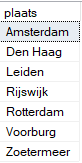 plaats
Amsterdam
Den Haag
Leiden
Rijswijk
Rotterdam
Voorburg
Zoetermeer